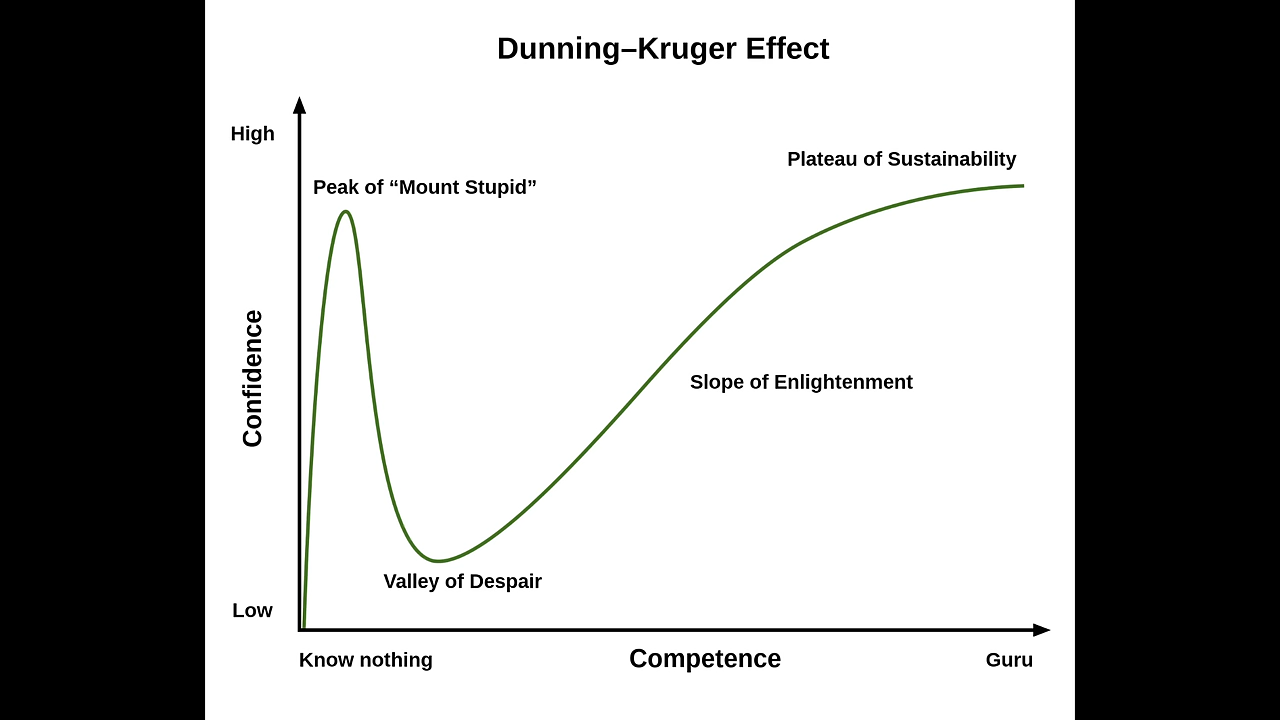 Dunning–Kruger Effect
High
Plateau of Sustainability
Peak of “Mount Stupid”
Confidence
Slope of Enlightenment
Valley of Despair
Low
Know nothing
Competence
Guru